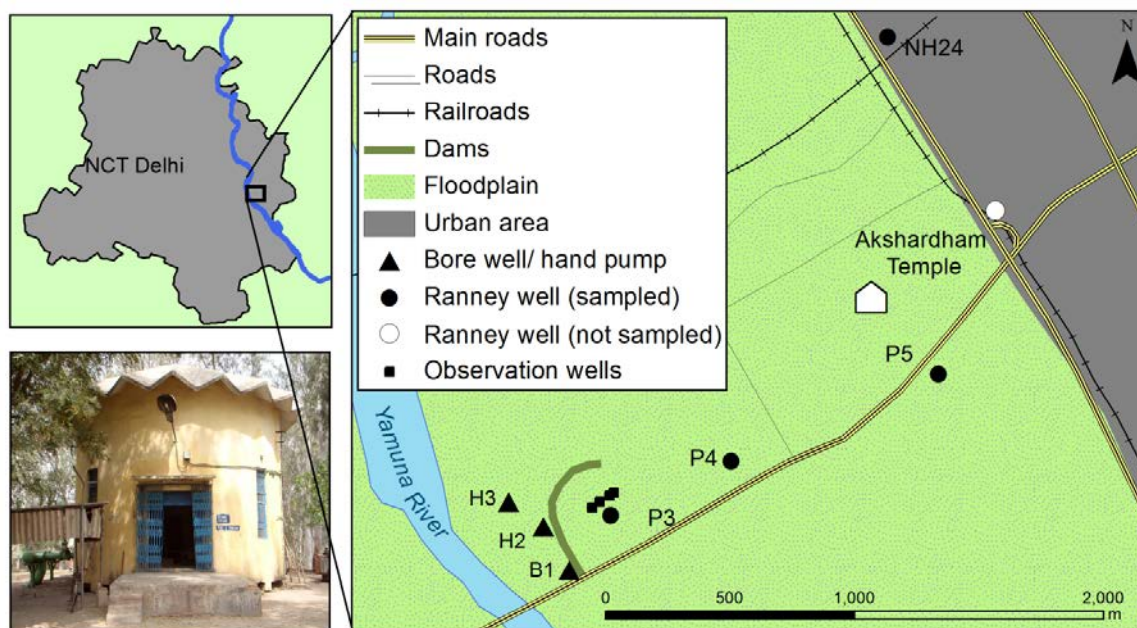 NCT Delhi
Main roads
Roads
Railroads
Dams
Floodplain
Urban area
Bore well/ hand pump
Ranney well (sampled)
Ranney well (not sampled)
Observation wells
N
NH24
Akshardham
Temple
P5
P4
P3
H3
H2
B1
Yamuna River
0 500 1,000 2,000
m